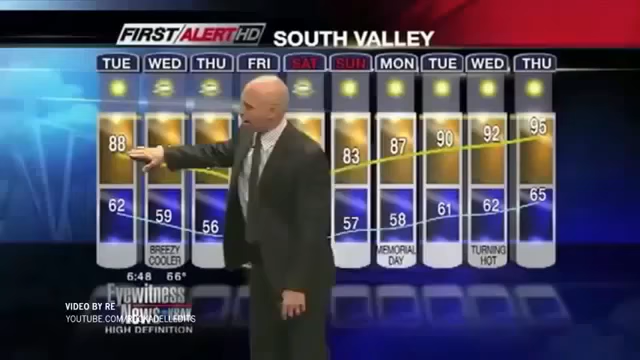 FIRST ALERT HD SOUTH VALLEY
TUE WED THU FRI SAT SUN MON TUE WED THU
88 83 87 90 92 95
62 59 56 57 58 61 62 65
BREEZY COOLER
MEMORIAL DAY
TURNING HOT
6:48 66°
Eyewitness
News
HIGH DEFINITION
VIDEO BY RE